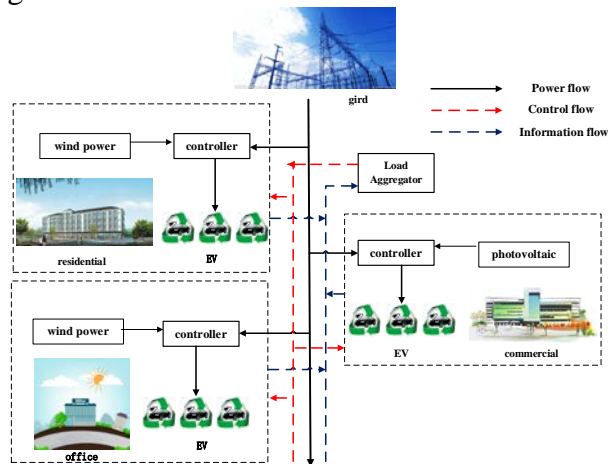 g
gird
Power flow
Control flow
Information flow
wind power
controller
Load
Aggregator
residential
EV
controller
photovoltaic
wind power
controller
EV
commercial
office
EV